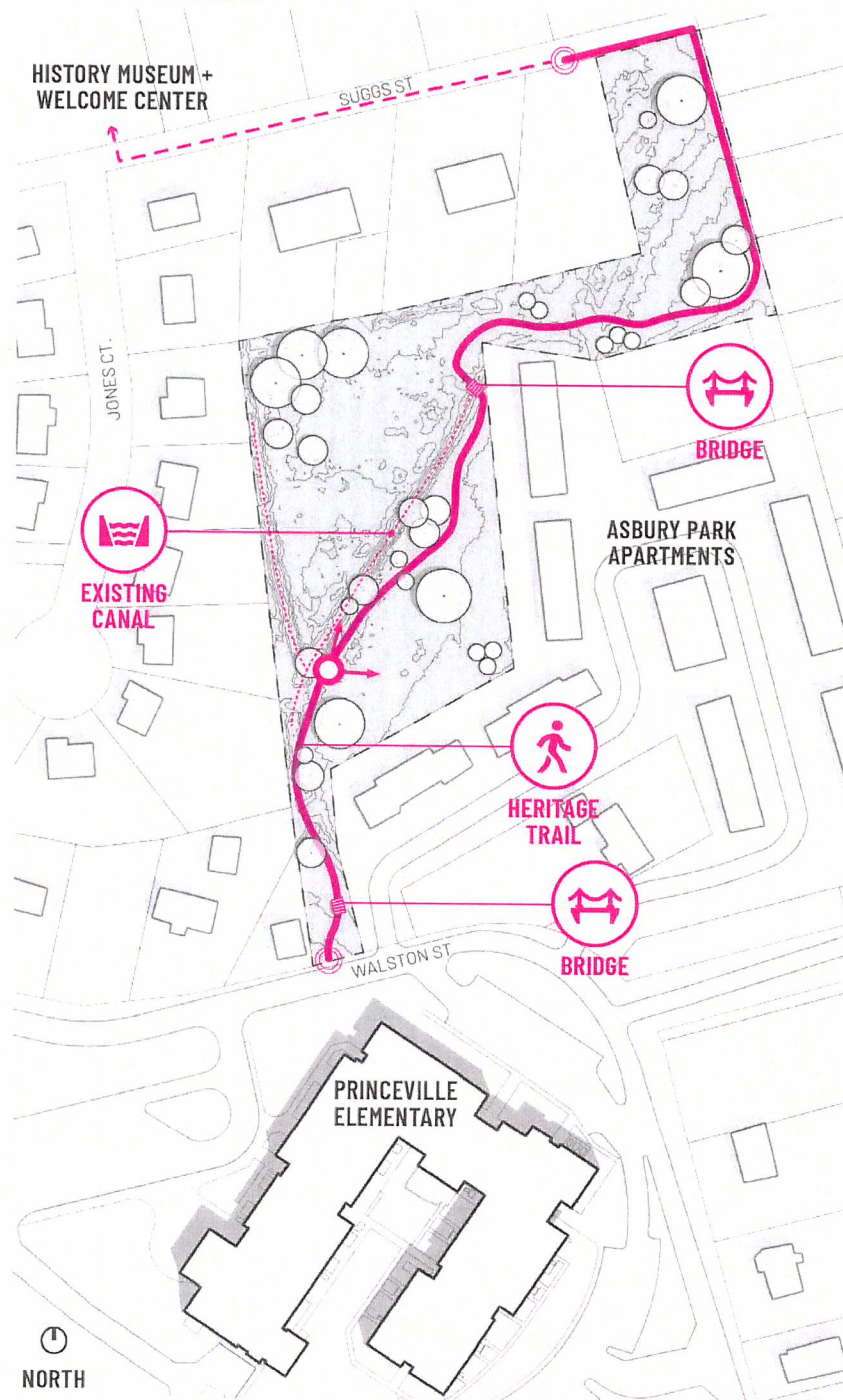 HISTORY MUSEUM +
WELCOME CENTER
SUGGS ST
JONES CT.
BRIDGE
ASBURY PARK
APARTMENTS
EXISTING
CANAL
HERITAGE
TRAIL
BRIDGE
WALSTON ST
PRINCEVILLE
ELEMENTARY
NORTH